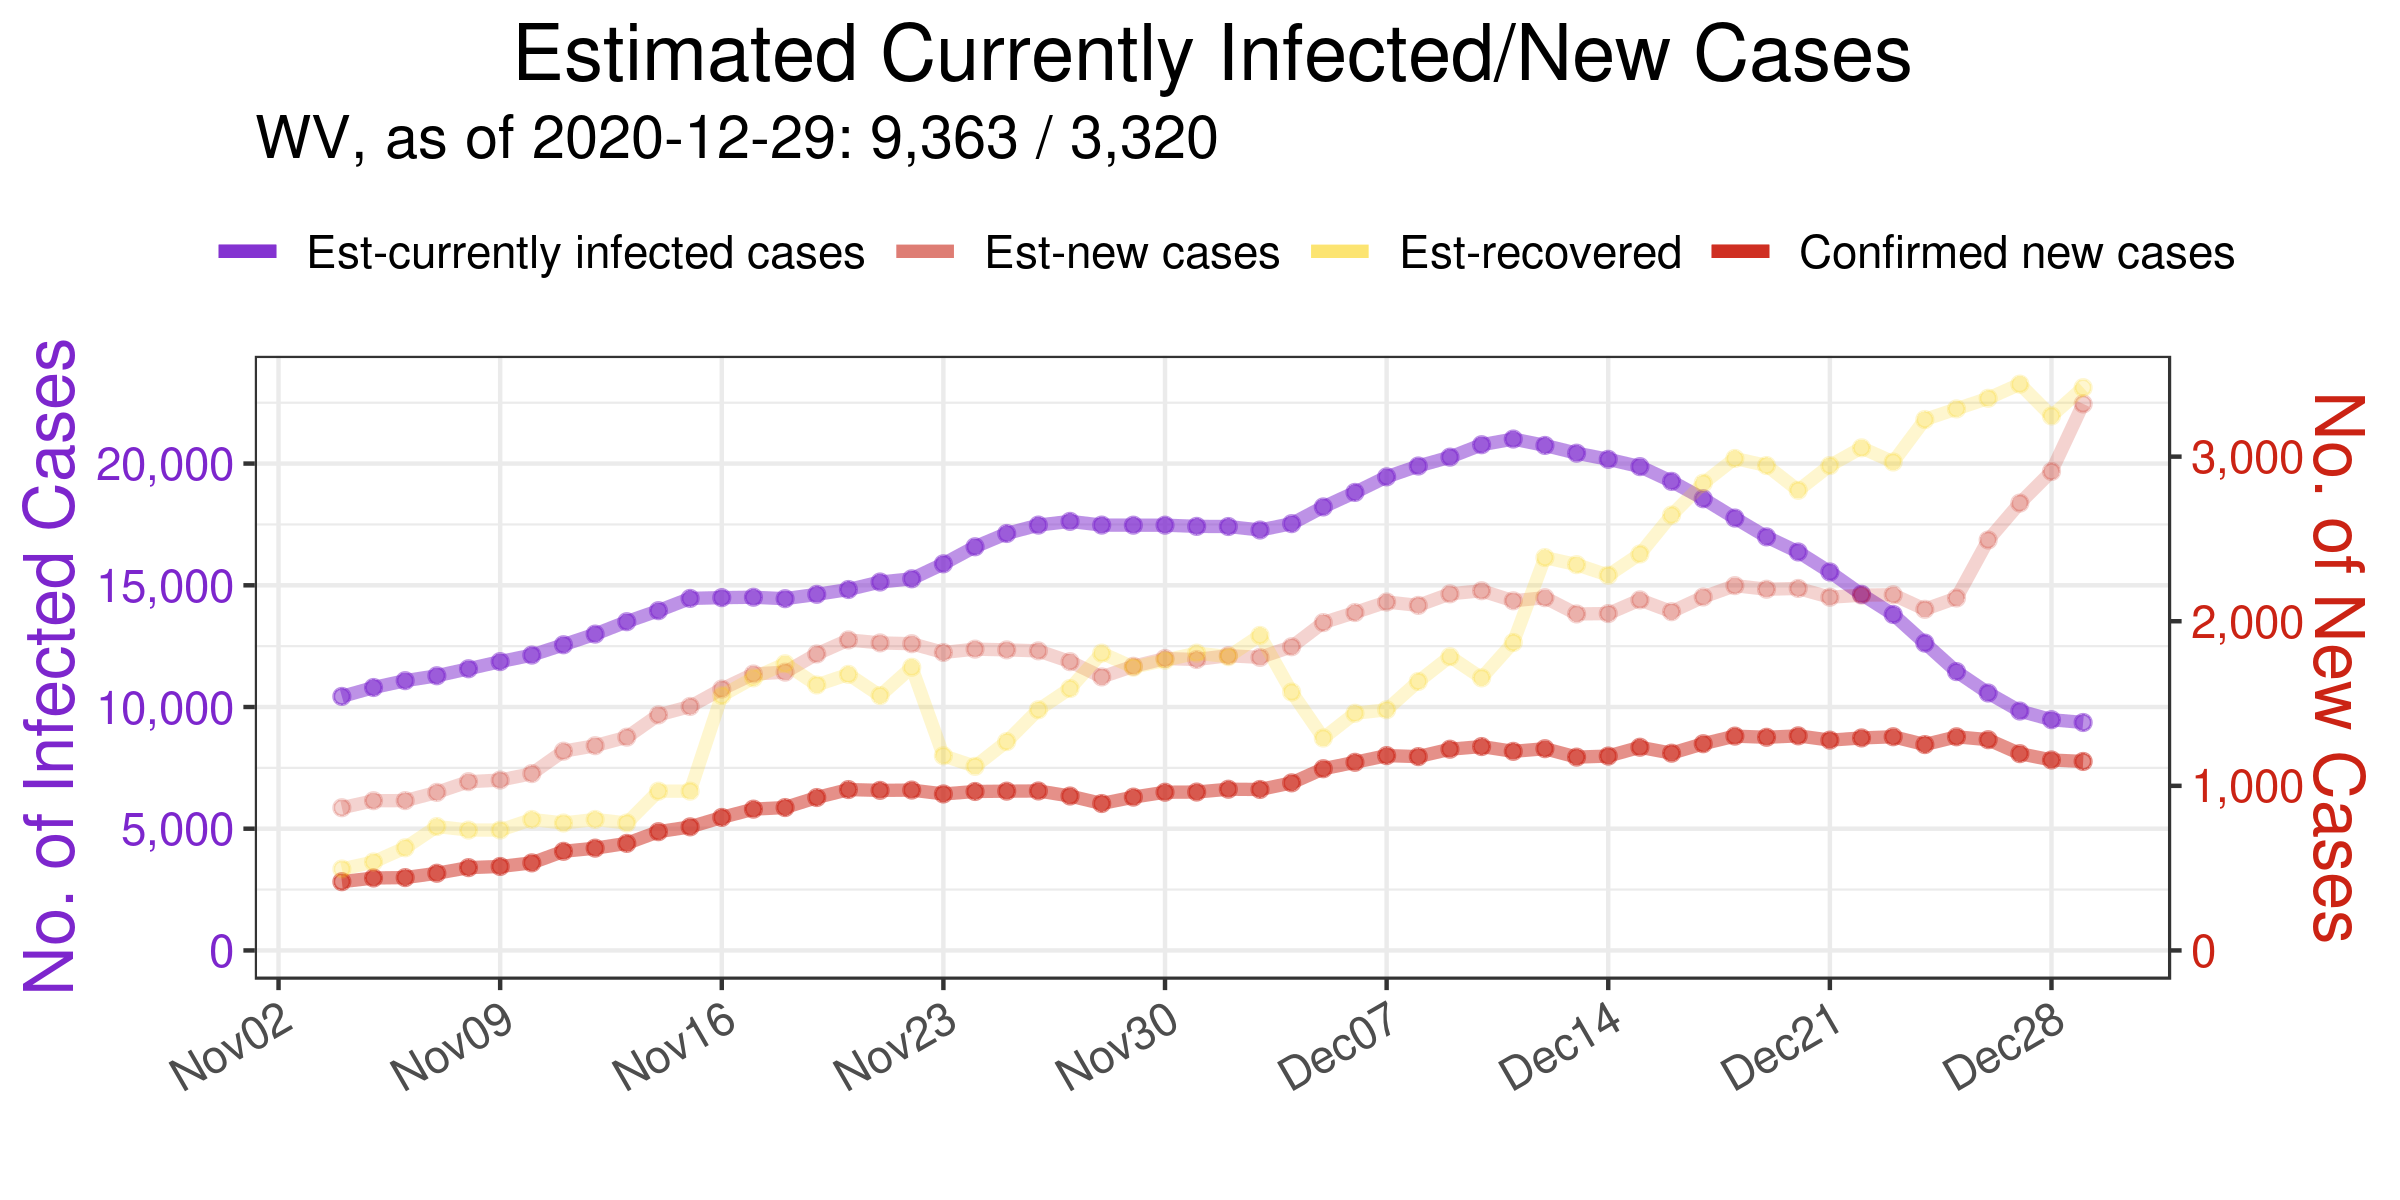 Estimated Currently Infected/New Cases
WV, as of 2020-12-29: 9,363 / 3,320
Est-currently infected cases Est-new cases Est-recovered Confirmed new cases
No. of Infected Cases
20,000
15,000
10,000
5,000
0
3,000
2,000
1,000
0
No. of New Cases
Nov02 Nov09 Nov16 Nov23 Nov30 Dec07 Dec14 Dec21 Dec28